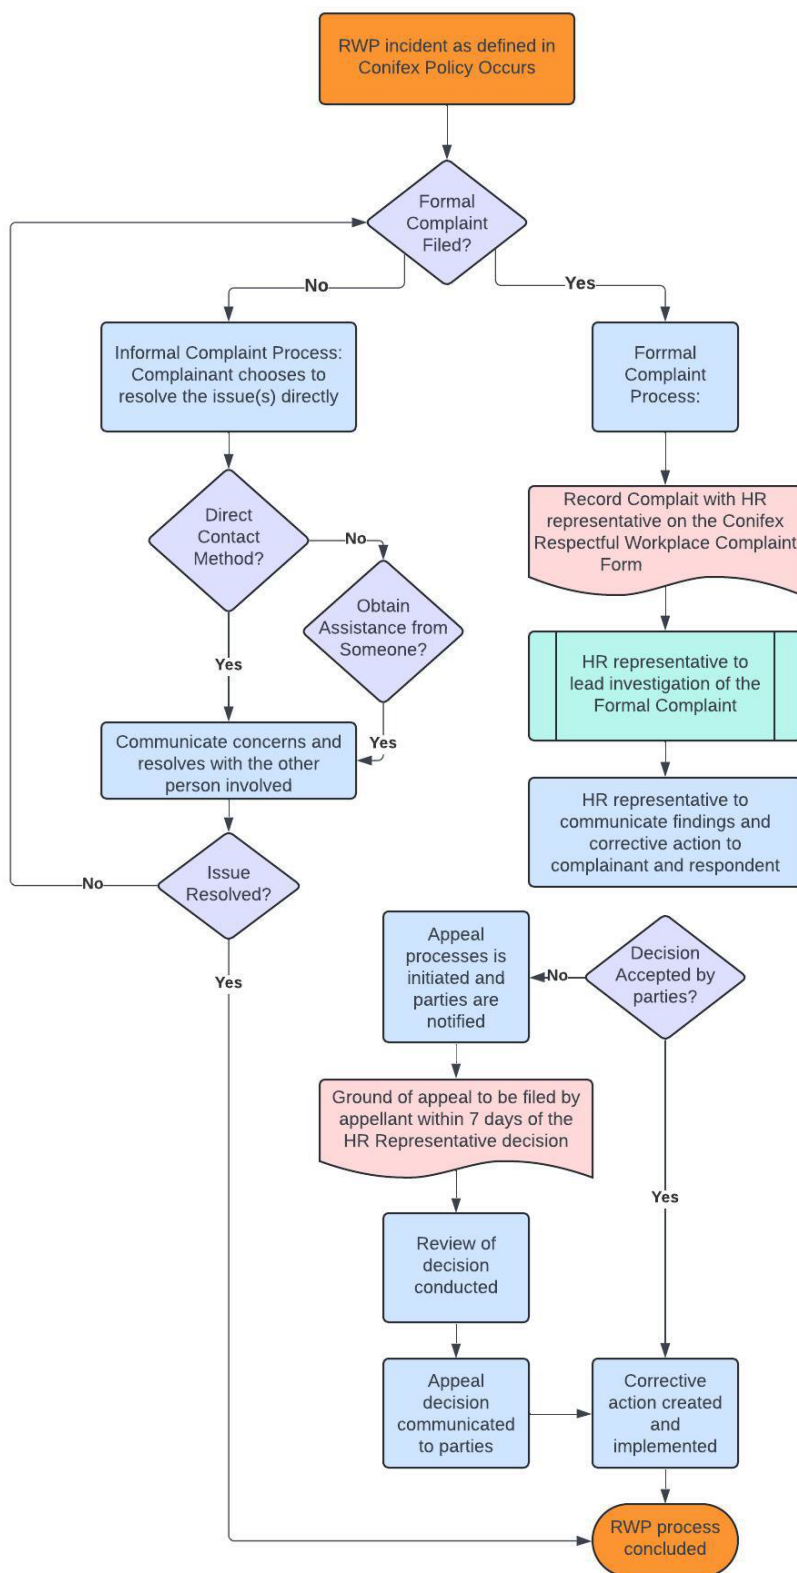 RWP incident as defined in
Conifex Policy Occurs
Formal
Complaint
Filed?
No
Yes
Informal Complaint Process:
Complainant chooses to
resolve the issue(s) directly
Forrmal
Complaint
Process:
Direct
Contact
Method?
No
Record Complait with HR
representative on the Conifex
Respectful Workplace Complaint
Form
Obtain
Assistance from
Someone?
Yes
HR representative to
lead investigation of the
Formal Complaint
Communicate concerns and
resolves with the other
person involved
Yes
HR representative to
communicate findings and
corrective action to
complainant and respondent
Issue
Resolved?
No
Yes
Appeal
processes is
initiated and
parties are
notified
No
Decision
Accepted by
parties?
Ground of appeal to be filed by
appellant within 7 days of the
HR Representative decision
Yes
Review of
decision
conducted
Appeal
decision
communicated
to parties
Corrective
action created
and
implemented
RWP process
concluded